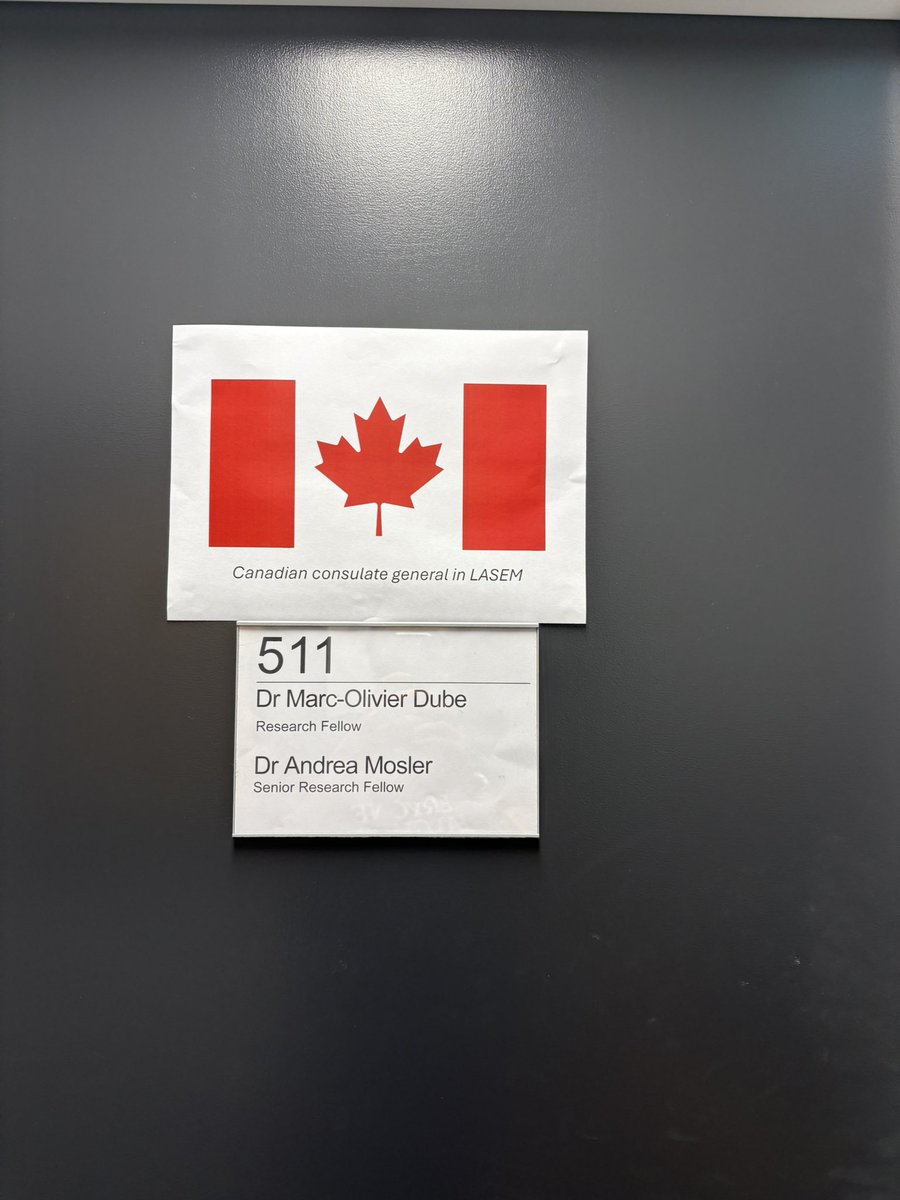 Canadian consulate general in LASEM
511
Dr Marc-Olivier Dube
Research Fellow
Dr Andrea Mosler
Senior Research Fellow